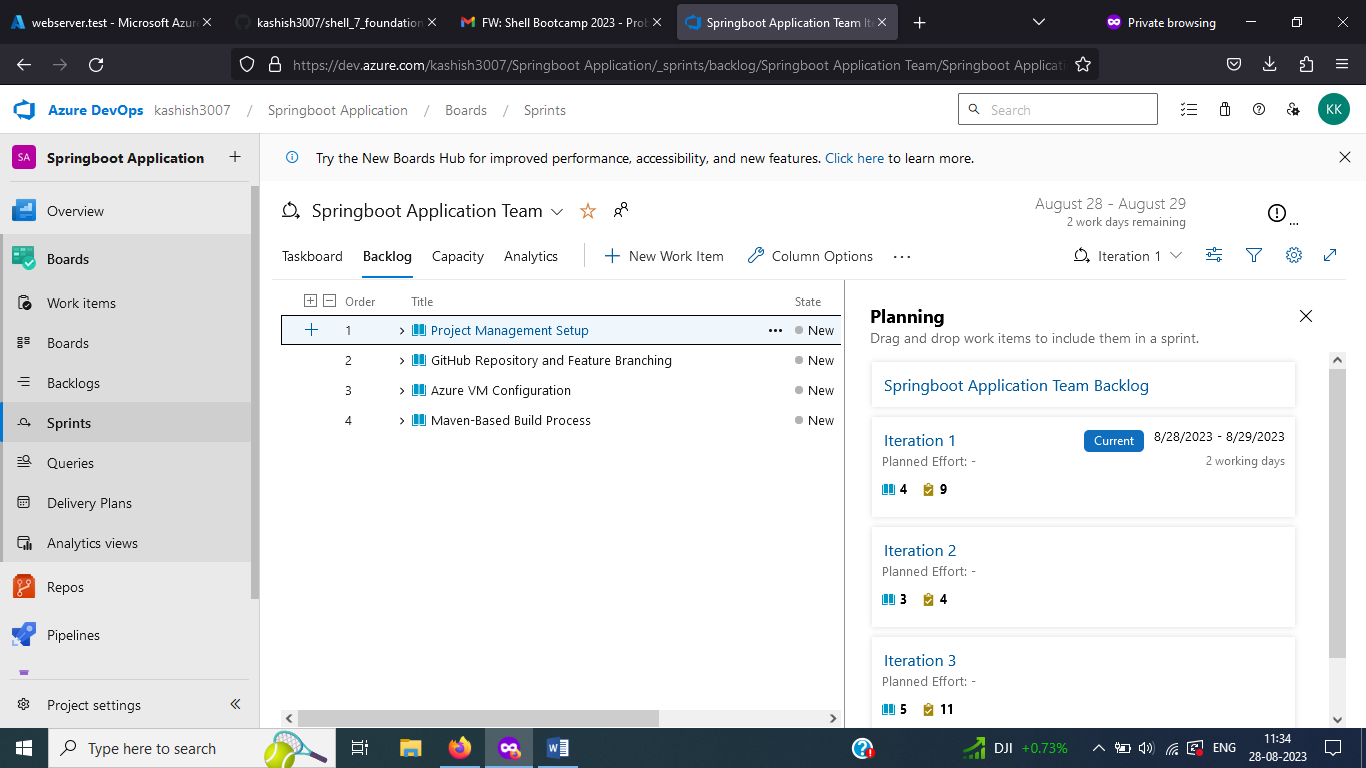 webserver.test - Microsoft Azur
kashish3007/shell_7_foundation
FW: Shell Bootcamp 2023 - Prob
Springboot Application Team It
Private browsing
https://dev.azure.com/kashish3007/Springboot Application/_sprints/backlog/Springboot Application Team/Springboot Applicati
Azure DevOps kashish3007 / Springboot Application / Boards / Sprints
Search
KK
SA Springboot Application
Try the New Boards Hub for improved performance, accessibility, and new features. Click here to learn more.
Overview
Boards
Work items
Boards
Backlogs
Sprints
Queries
Delivery Plans
Analytics views
Repos
Pipelines
Project settings
Springboot Application Team
August 28 - August 29
2 work days remaining
...
Taskboard Backlog Capacity Analytics New Work Item Column Options ...
Iteration 1
Order Title State
1 Project Management Setup ... New
2 GitHub Repository and Feature Branching New
3 Azure VM Configuration New
4 Maven-Based Build Process New
Planning
Drag and drop work items to include them in a sprint.
Springboot Application Team Backlog
Iteration 1 Current 8/28/2023 - 8/29/2023
Planned Effort: - 2 working days
4 9
Iteration 2
Planned Effort: -
3 4
Iteration 3
Planned Effort: -
5 11
Type here to search
DJI +0.73%
ENG
11:34
28-08-2023